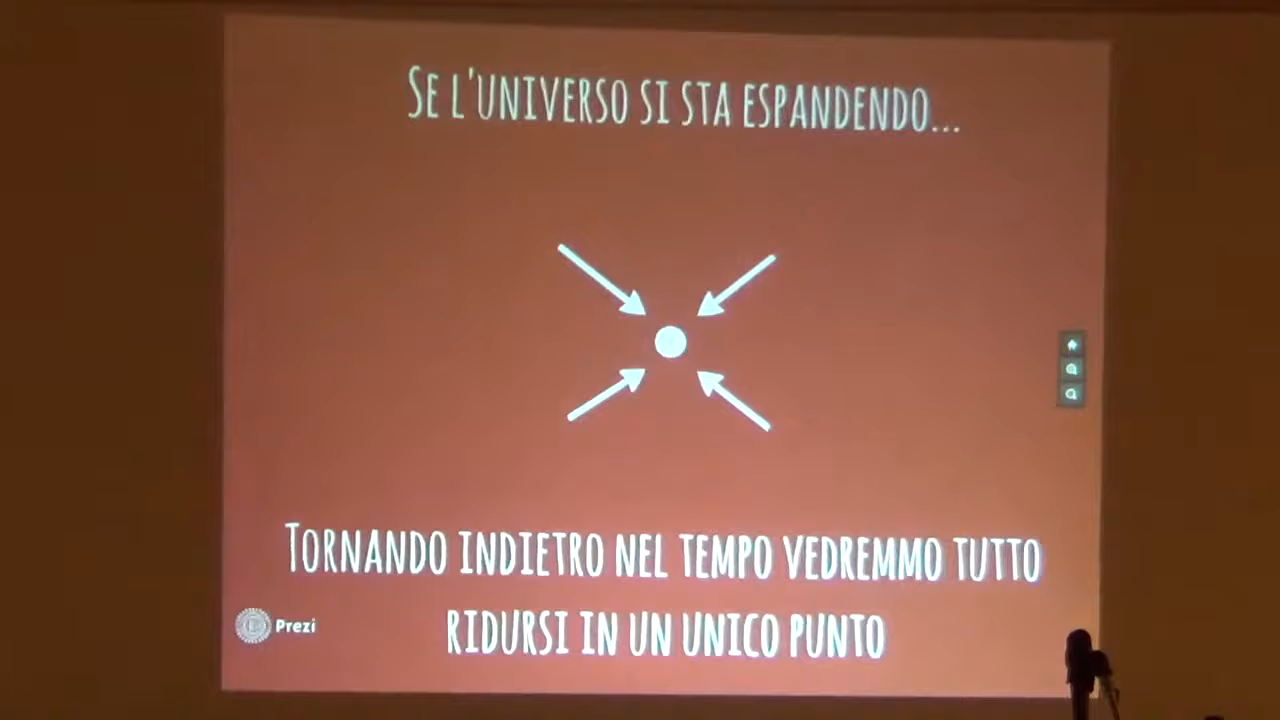 Se l'universo si sta espandendo...
Tornando indietro nel tempo vedremmo tutto
ridursi in un unico punto
Prezi